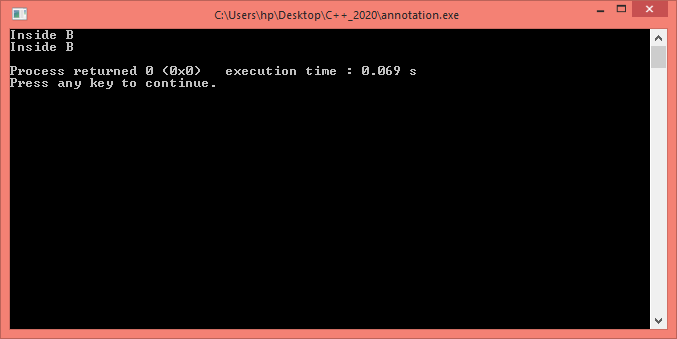 C:\Users\hp\Desktop\C++_2020\annotation.exe
Inside B
Inside B
Process returned 0 (0x0)   execution time : 0.069 s
Press any key to continue.